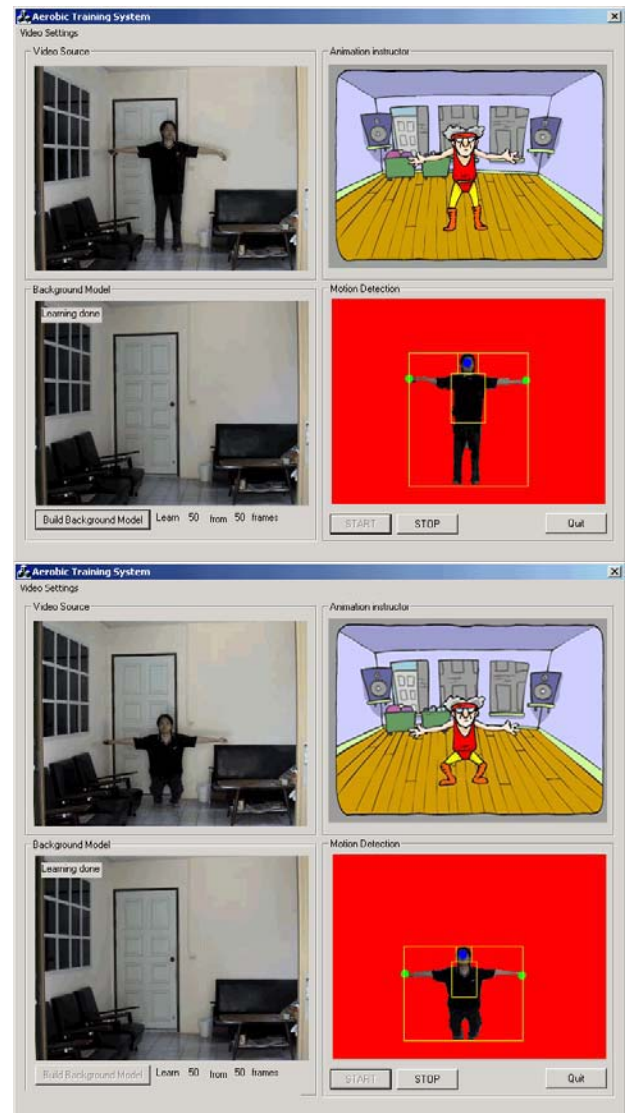 Aerobic Training System
Video Settings
Video Source
Animation instructor
Background Model
Motion Detection
Learning done
Build Background Model Learn 50 from 50 frames
START STOP Quit
Aerobic Training System
Video Settings
Video Source
Animation instructor
Background Model
Motion Detection
Learning done
Build Background Model Learn 50 from 50 frames
START STOP Quit